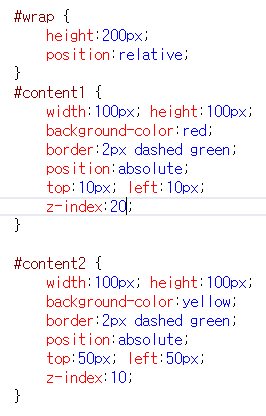 #wrap {
height:200px;
position:relative;
}
#content1 {
width:100px; height:100px;
background-color:red;
border:2px dashed green;
position:absolute;
top:10px; left:10px;
z-index:20;
}
#content2 {
width:100px; height:100px;
background-color:yellow;
border:2px dashed green;
position:absolute;
top:50px; left:50px;
z-index:10;
}